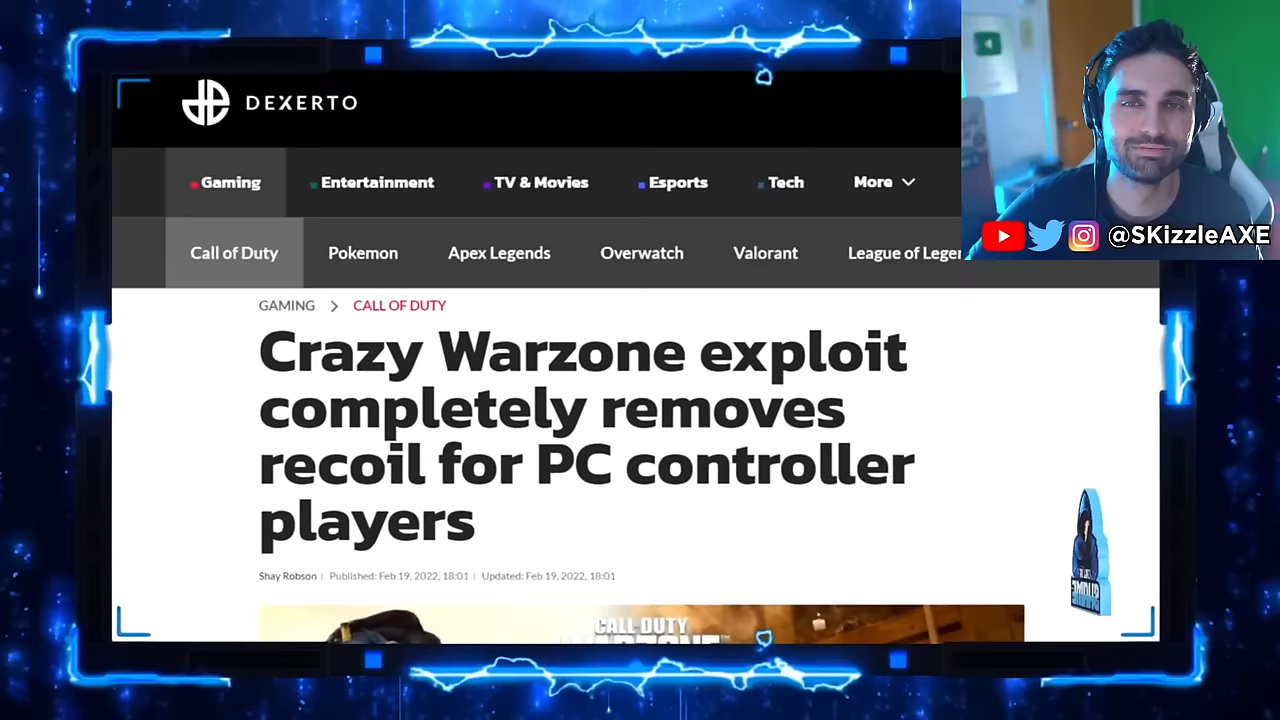 DEXERTO
Gaming
Entertainment
TV & Movies
Esports
Tech
More
@SKizzleAXE
Call of Duty
Pokemon
Apex Legends
Overwatch
Valorant
League of Leger
GAMING > CALL OF DUTY
Crazy Warzone exploit
completely removes
recoil for PC controller
players
Shay Robson | Published: Feb 19, 2022, 18:01 | Updated: Feb 19, 2022, 18:01
CALL DUTY
WARZONE